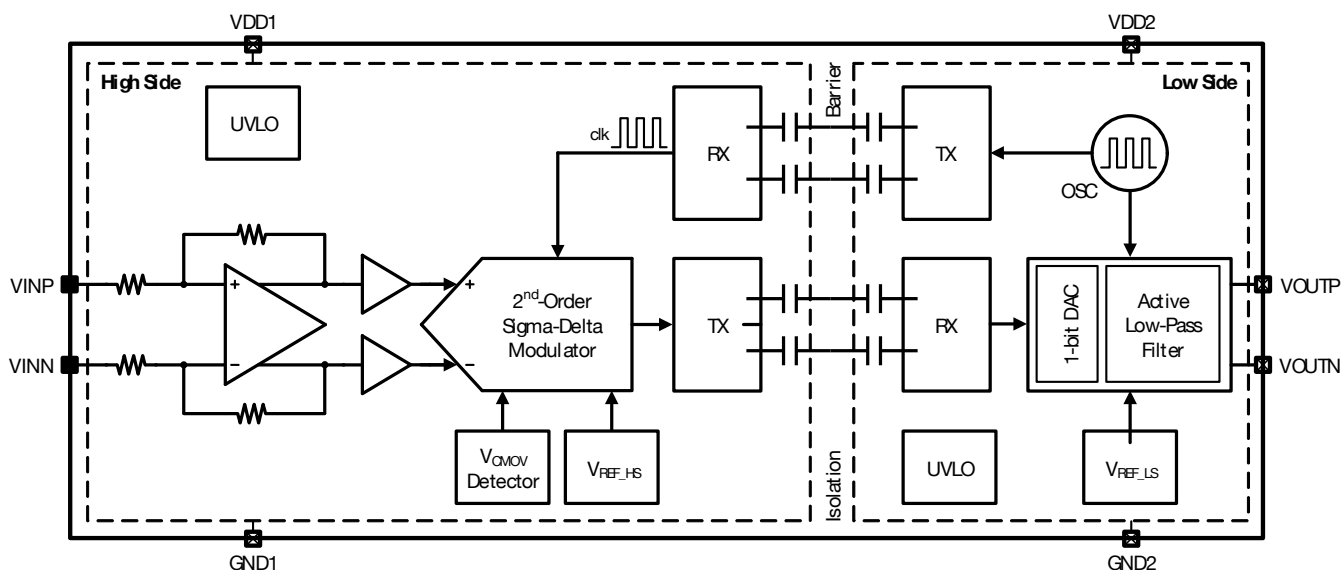 VDD1
VDD2
High Side
Barrier
Low Side
UVLO
clk
RX
TX
OSC
VINP
+
+
2nd-Order
Sigma-Delta
Modulator
TX
RX
1-bit DAC
Active
Low-Pass
Filter
VOUTP
VINN
−
−
VOUTN
VCMOV
Detector
VREF_HS
Isolation
UVLO
VREF_LS
GND1
GND2